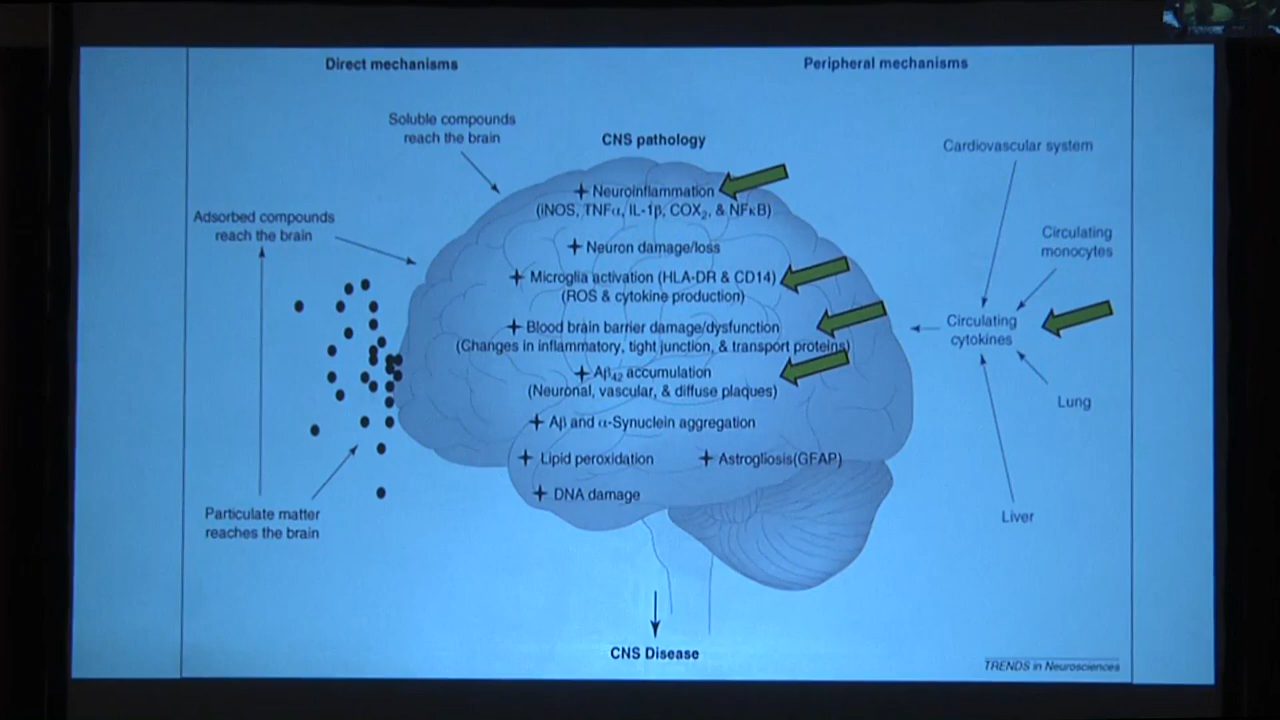 Direct mechanisms
Peripheral mechanisms
Soluble compounds
reach the brain
CNS pathology
Cardiovascular system
+ Neuroinflammation
(iNOS, TNFα, IL-1β, COX₂, & NFκB)
Adsorbed compounds
reach the brain
+ Neuron damage/loss
Circulating
monocytes
+ Microglia activation (HLA-DR & CD14)
(ROS & cytokine production)
+ Blood brain barrier damage/dysfunction
(Changes in inflammatory, tight junction, & transport proteins)
Circulating
cytokines
+ Aβ₄₂ accumulation
(Neuronal, vascular, & diffuse plaques)
Lung
+ Aβ and α-Synuclein aggregation
+ Lipid peroxidation
+ Astrogliosis(GFAP)
+ DNA damage
Particulate matter
reaches the brain
Liver
CNS Disease
TRENDS in Neurosciences